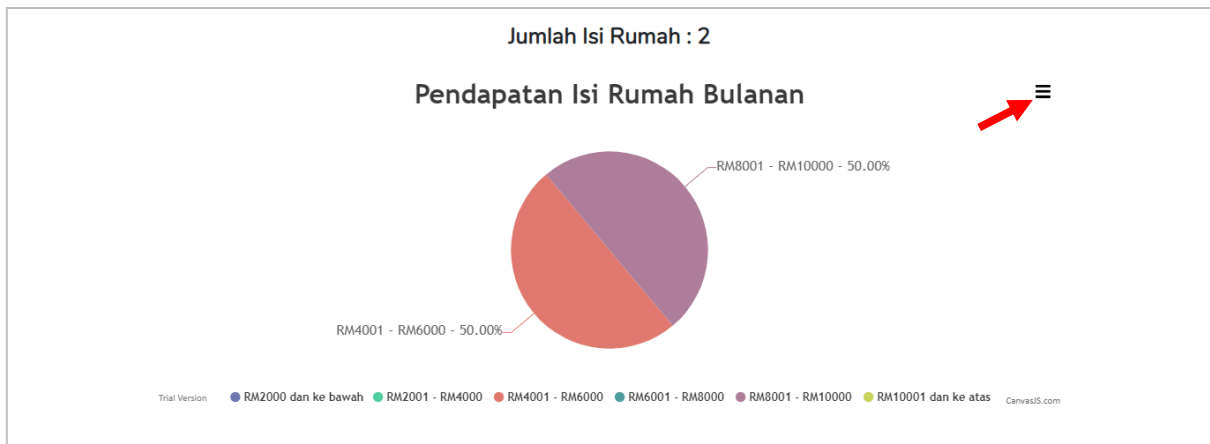 Jumlah Isi Rumah : 2
Pendapatan Isi Rumah Bulanan
RM8001 - RM10000 - 50.00%
RM4001 - RM6000 - 50.00%
Trial Version RM2000 dan ke bawah RM2001 - RM4000 RM4001 - RM6000 RM6001 - RM8000 RM8001 - RM10000 RM10001 dan ke atas CanvasJS.com